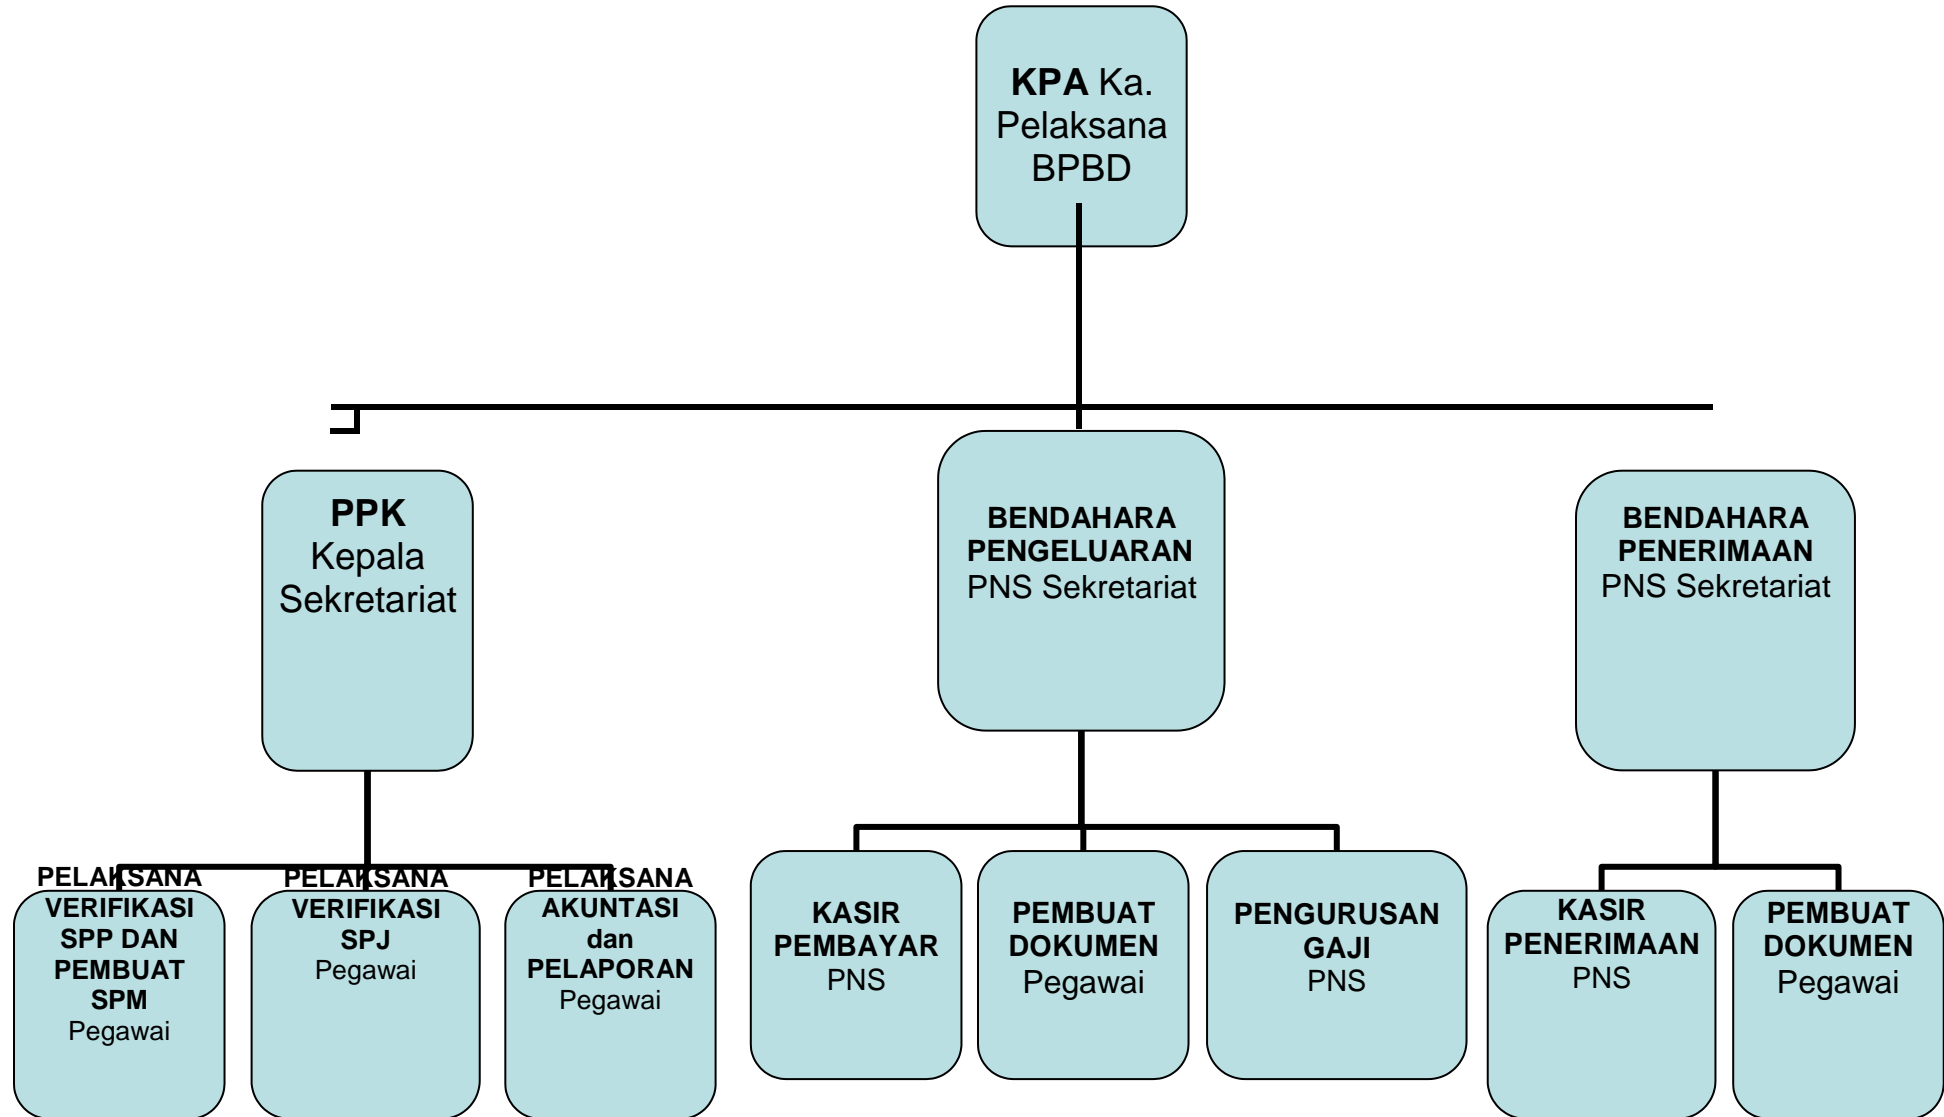 KPA Ka.
Pelaksana
BPBD
PPK
Kepala
Sekretariat
BENDAHARA
PENGELUARAN
PNS Sekretariat
BENDAHARA
PENERIMAAN
PNS Sekretariat
PELAKSANA
VERIFIKASI
SPP DAN
PEMBUAT
SPM
Pegawai
PELAKSANA
VERIFIKASI
SPJ
Pegawai
PELAKSANA
AKUNTASI
dan
PELAPORAN
Pegawai
KASIR
PEMBAYAR
PNS
PEMBUAT
DOKUMEN
Pegawai
PENGURUSAN
GAJI
PNS
KASIR
PENERIMAAN
PNS
PEMBUAT
DOKUMEN
Pegawai